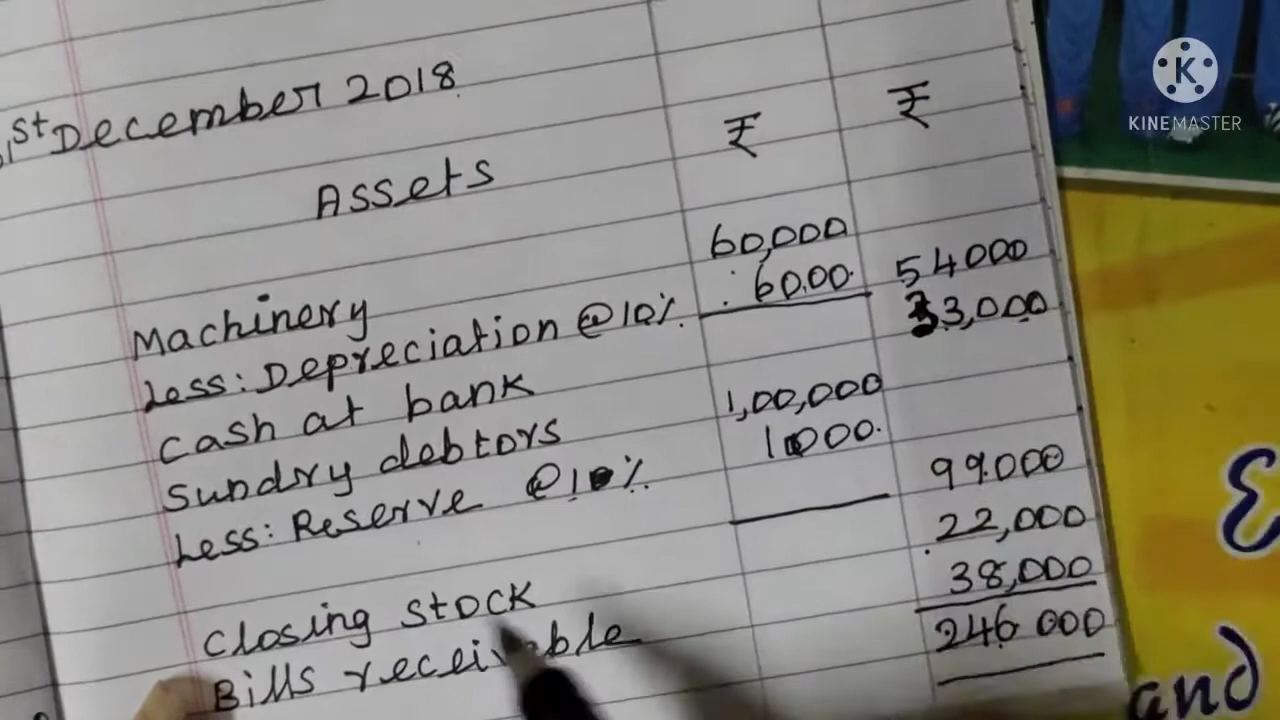 1st December 2018
Assets ₹ ₹
Machinery 60,000
Less: Depreciation @10% 6000. 54000
Cash at bank 33,000
Sundry debtors 1,00,000
Less: Reserve @1% 1000. 99.000
Closing stock 22,000
Bills receivable 38,000
246 000
K
KINEMASTER
and